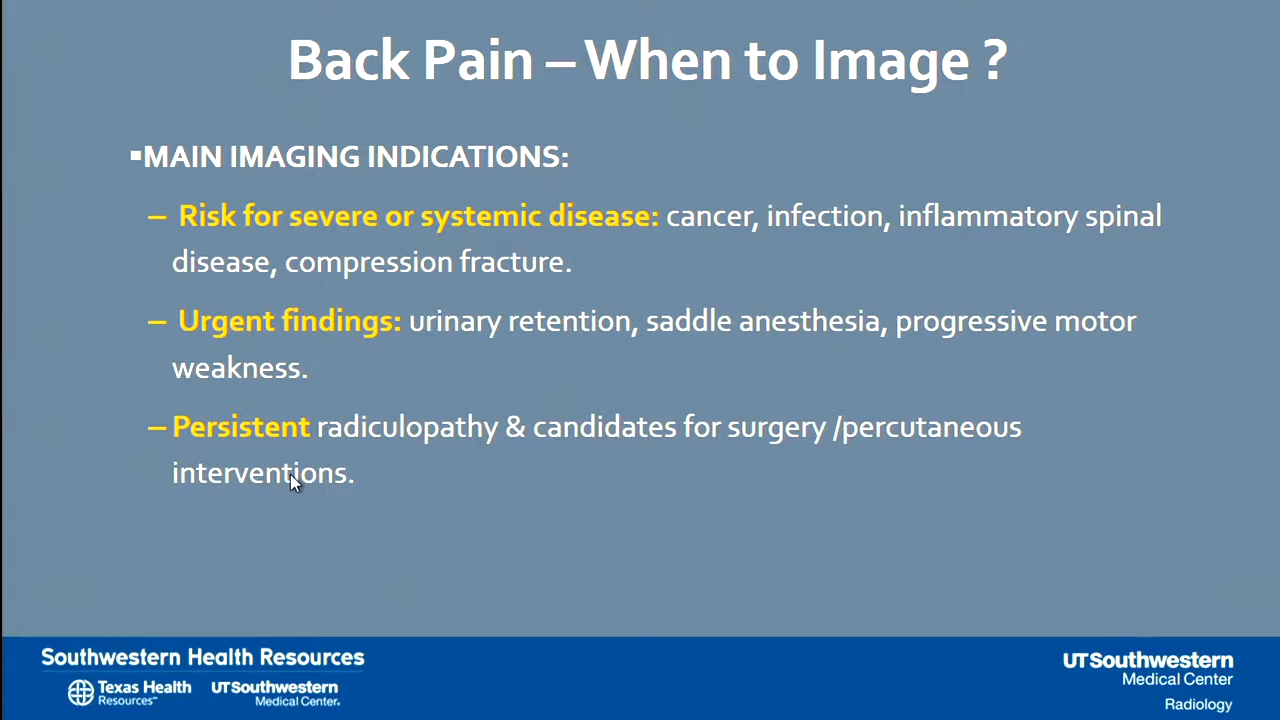 Back Pain – When to Image ?
▪MAIN IMAGING INDICATIONS:
– Risk for severe or systemic disease: cancer, infection, inflammatory spinal
disease, compression fracture.
– Urgent findings: urinary retention, saddle anesthesia, progressive motor
weakness.
– Persistent radiculopathy & candidates for surgery /percutaneous
interventions.
Southwestern Health Resources
Texas Health
Resources℠
UTSouthwestern
Medical Center.
UTSouthwestern
Medical Center
Radiology